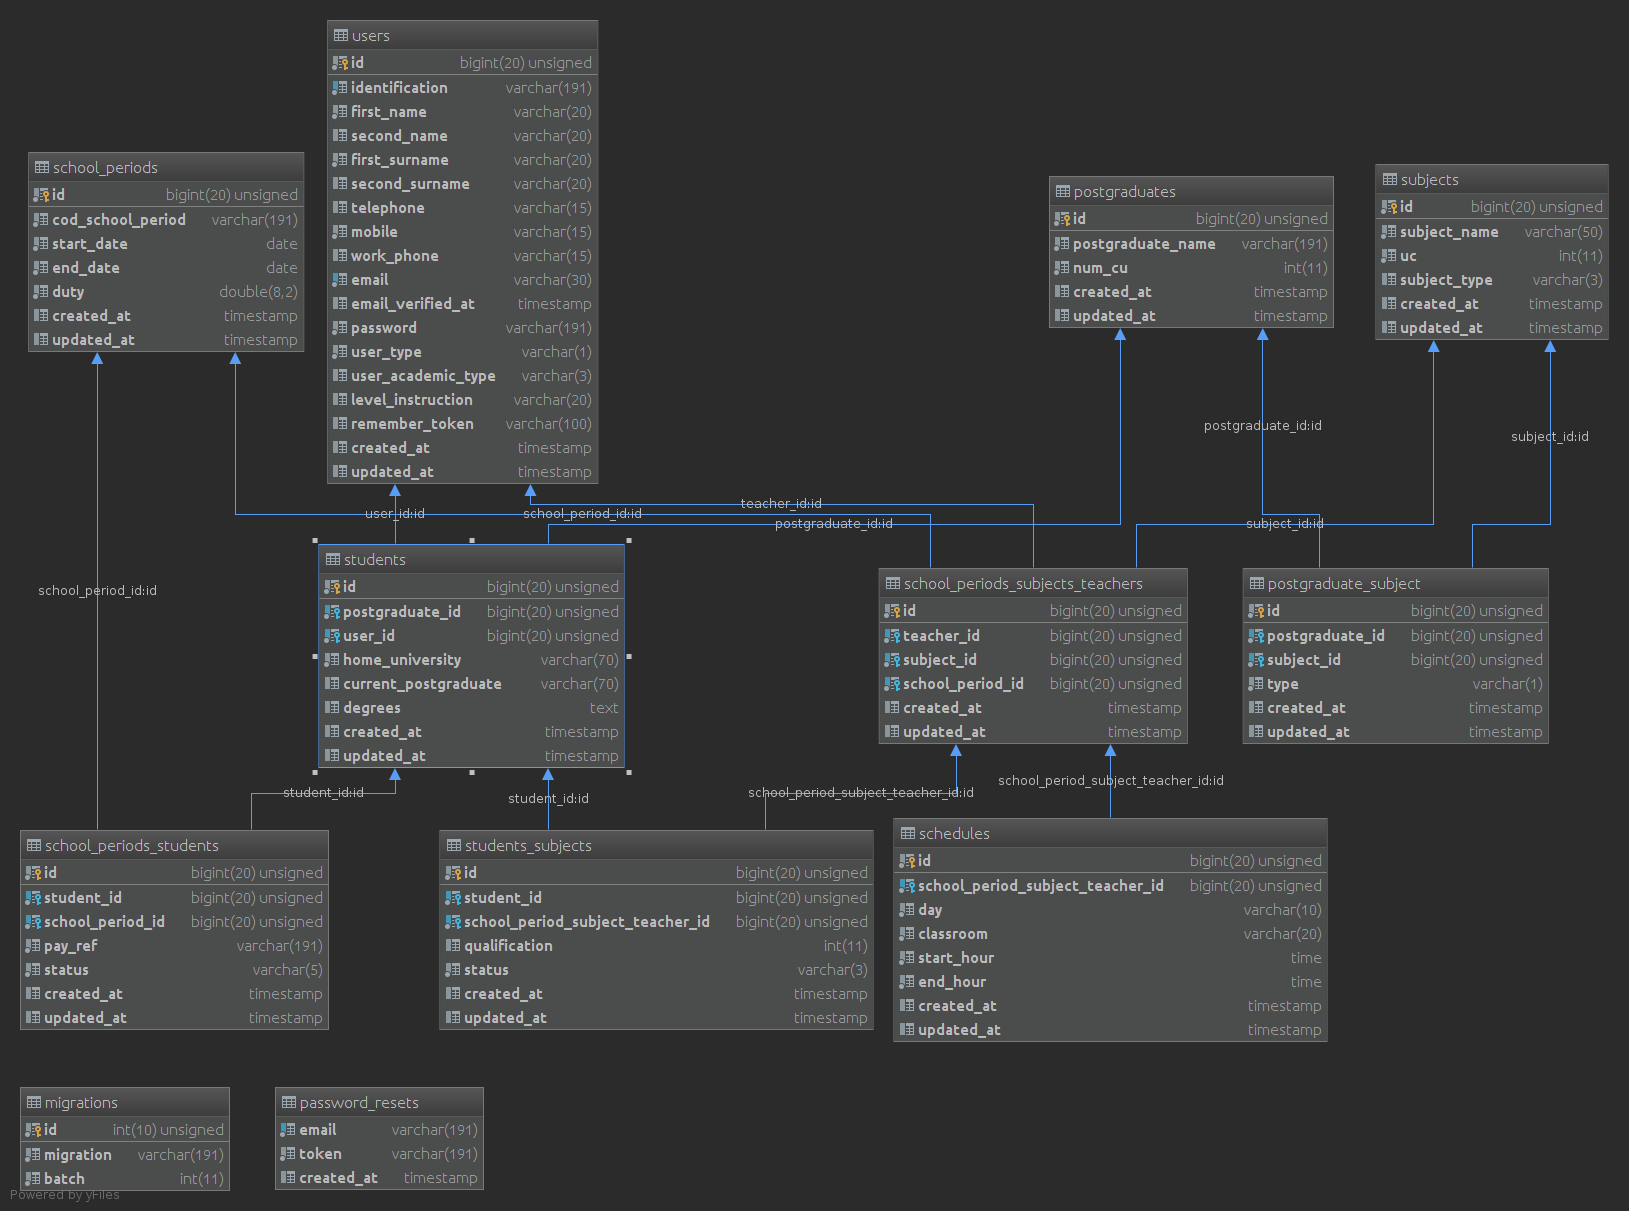 users
id bigint(20) unsigned
identification varchar(191)
first_name varchar(20)
second_name varchar(20)
first_surname varchar(20)
second_surname varchar(20)
telephone varchar(15)
mobile varchar(15)
work_phone varchar(15)
email varchar(30)
email_verified_at timestamp
password varchar(191)
user_type varchar(1)
user_academic_type varchar(3)
level_instruction varchar(20)
remember_token varchar(100)
created_at timestamp
updated_at timestamp
school_periods
id bigint(20) unsigned
cod_school_period varchar(191)
start_date date
end_date date
duty double(8,2)
created_at timestamp
updated_at timestamp
postgraduates
id bigint(20) unsigned
postgraduate_name varchar(191)
num_cu int(11)
created_at timestamp
updated_at timestamp
subjects
id bigint(20) unsigned
subject_name varchar(50)
uc int(11)
subject_type varchar(3)
created_at timestamp
updated_at timestamp
postgraduate_id:id
subject_id:id
teacher_id:id
user_id:id
school_period_id:id
postgraduate_id:id
subject_id:id
school_period_id:id
students
id bigint(20) unsigned
postgraduate_id bigint(20) unsigned
user_id bigint(20) unsigned
home_university varchar(70)
current_postgraduate varchar(70)
degrees text
created_at timestamp
updated_at timestamp
school_periods_subjects_teachers
id bigint(20) unsigned
teacher_id bigint(20) unsigned
subject_id bigint(20) unsigned
school_period_id bigint(20) unsigned
created_at timestamp
updated_at timestamp
postgraduate_subject
id bigint(20) unsigned
postgraduate_id bigint(20) unsigned
subject_id bigint(20) unsigned
type varchar(1)
created_at timestamp
updated_at timestamp
student_id:id
student_id:id
school_period_subject_teacher_id:id
school_period_subject_teacher_id:id
school_periods_students
id bigint(20) unsigned
student_id bigint(20) unsigned
school_period_id bigint(20) unsigned
pay_ref varchar(191)
status varchar(5)
created_at timestamp
updated_at timestamp
students_subjects
id bigint(20) unsigned
student_id bigint(20) unsigned
school_period_subject_teacher_id bigint(20) unsigned
qualification int(11)
status varchar(3)
created_at timestamp
updated_at timestamp
schedules
id bigint(20) unsigned
school_period_subject_teacher_id bigint(20) unsigned
day varchar(10)
classroom varchar(20)
start_hour time
end_hour time
created_at timestamp
updated_at timestamp
migrations
id int(10) unsigned
migration varchar(191)
batch int(11)
password_resets
email varchar(191)
token varchar(191)
created_at timestamp
Powered by yFiles